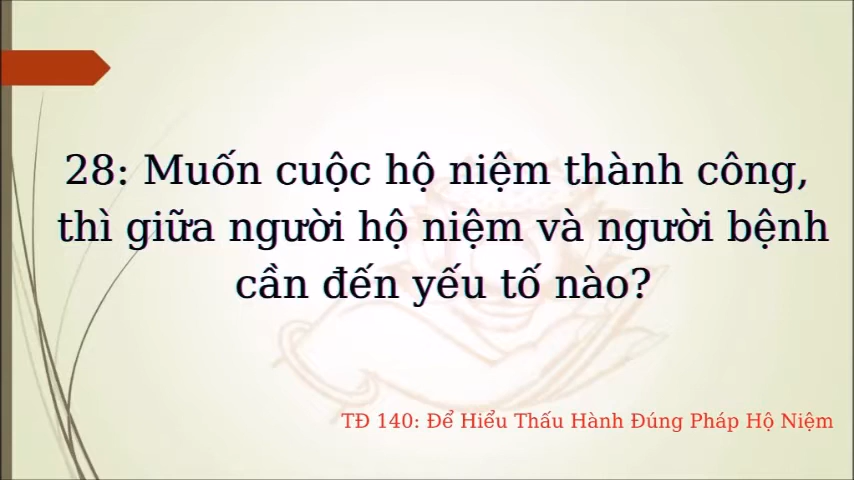 28: Muốn cuộc hộ niệm thành công,
thì giữa người hộ niệm và người bệnh
cần đến yếu tố nào?
TĐ 140: Để Hiểu Thấu Hành Đúng Pháp Hộ Niệm